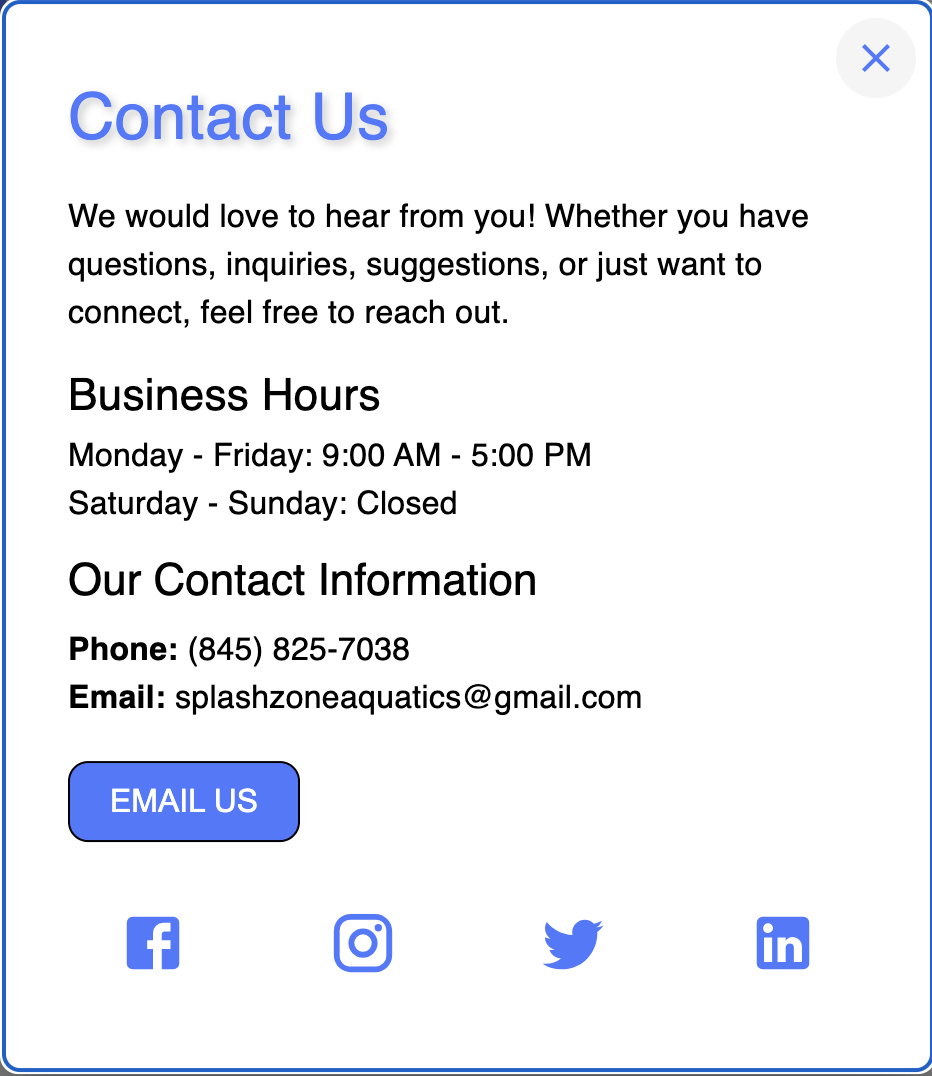 Contact Us
We would love to hear from you! Whether you have
questions, inquiries, suggestions, or just want to
connect, feel free to reach out.
Business Hours
Monday - Friday: 9:00 AM - 5:00 PM
Saturday - Sunday: Closed
Our Contact Information
Phone: (845) 825-7038
Email: splashzoneaquatics@gmail.com
EMAIL US